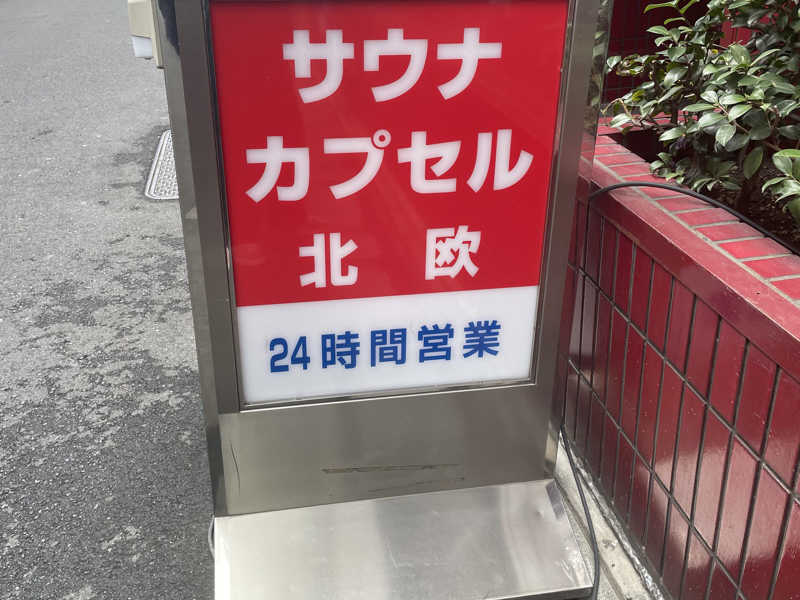 サウナ
カプセル
北欧
24時間営業